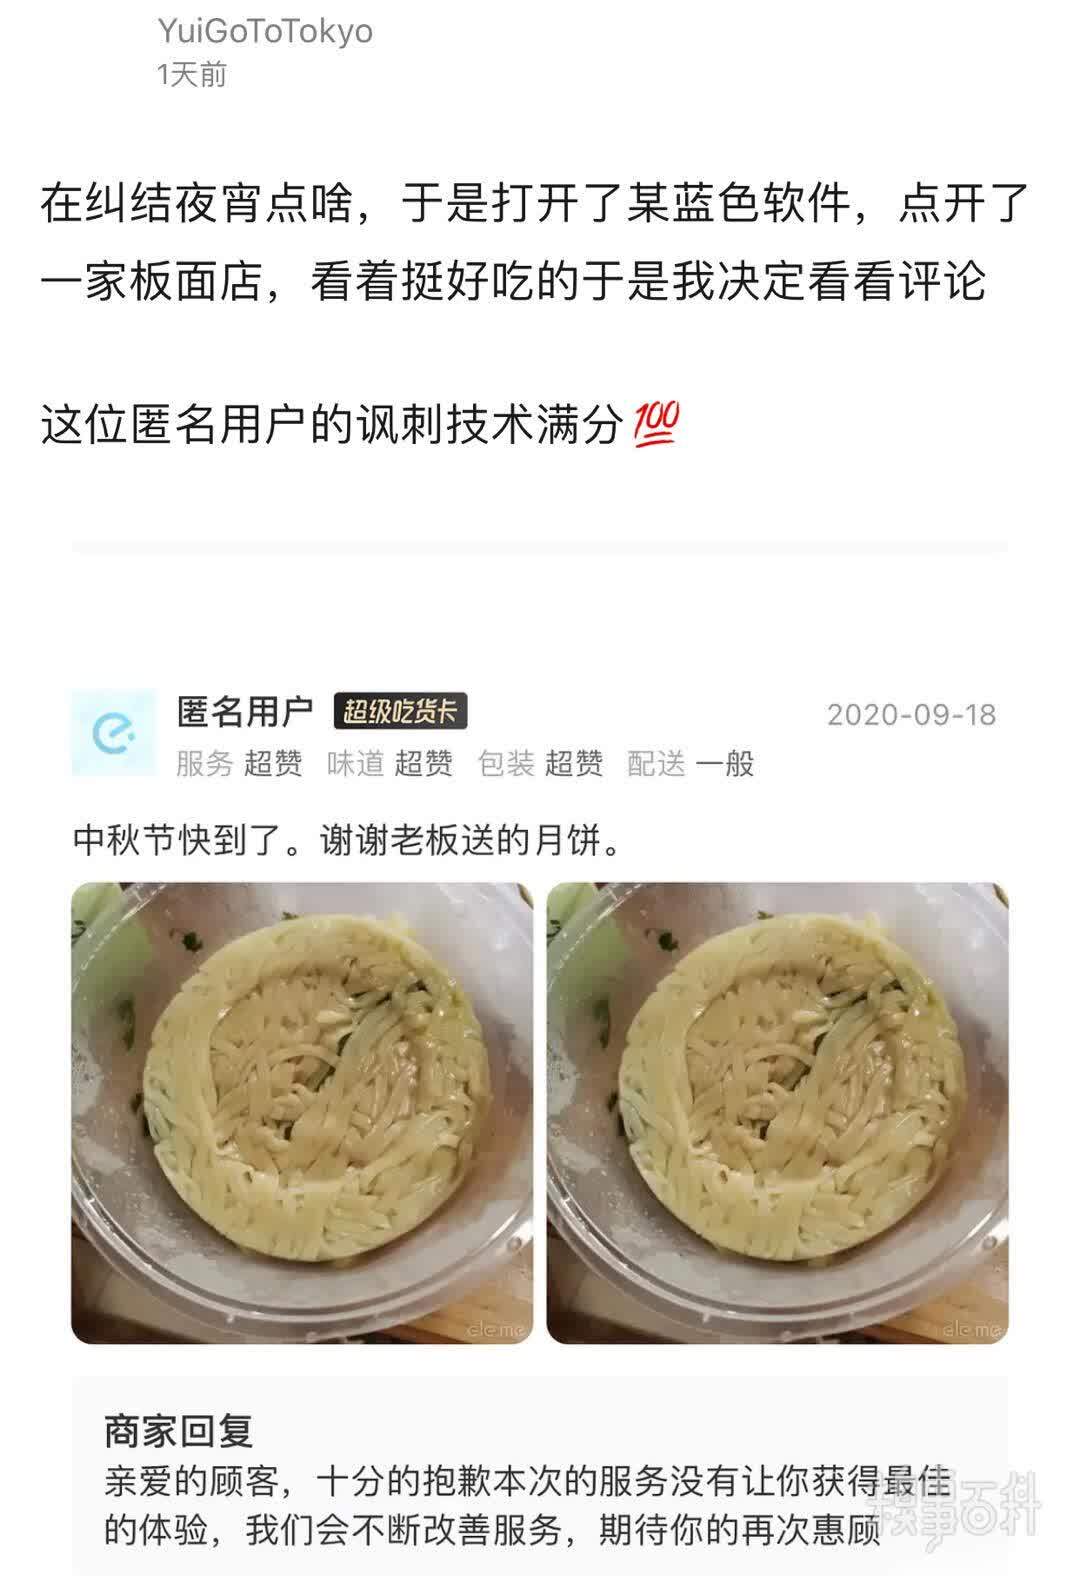 YuiGoToTokyo
1天前
在纠结夜宵点啥，于是打开了某蓝色软件，点开了
一家板面店，看着挺好吃的于是我决定看看评论
这位匿名用户的讽刺技术满分💯
匿名用户 超级吃货卡 2020-09-18
服务 超赞 味道 超赞 包装 超赞 配送 一般
中秋节快到了。谢谢老板送的月饼。
ele.me ele.me
商家回复
亲爱的顾客，十分的抱歉本次的服务没有让你获得最佳
的体验，我们会不断改善服务，期待你的再次惠顾
糗事百科